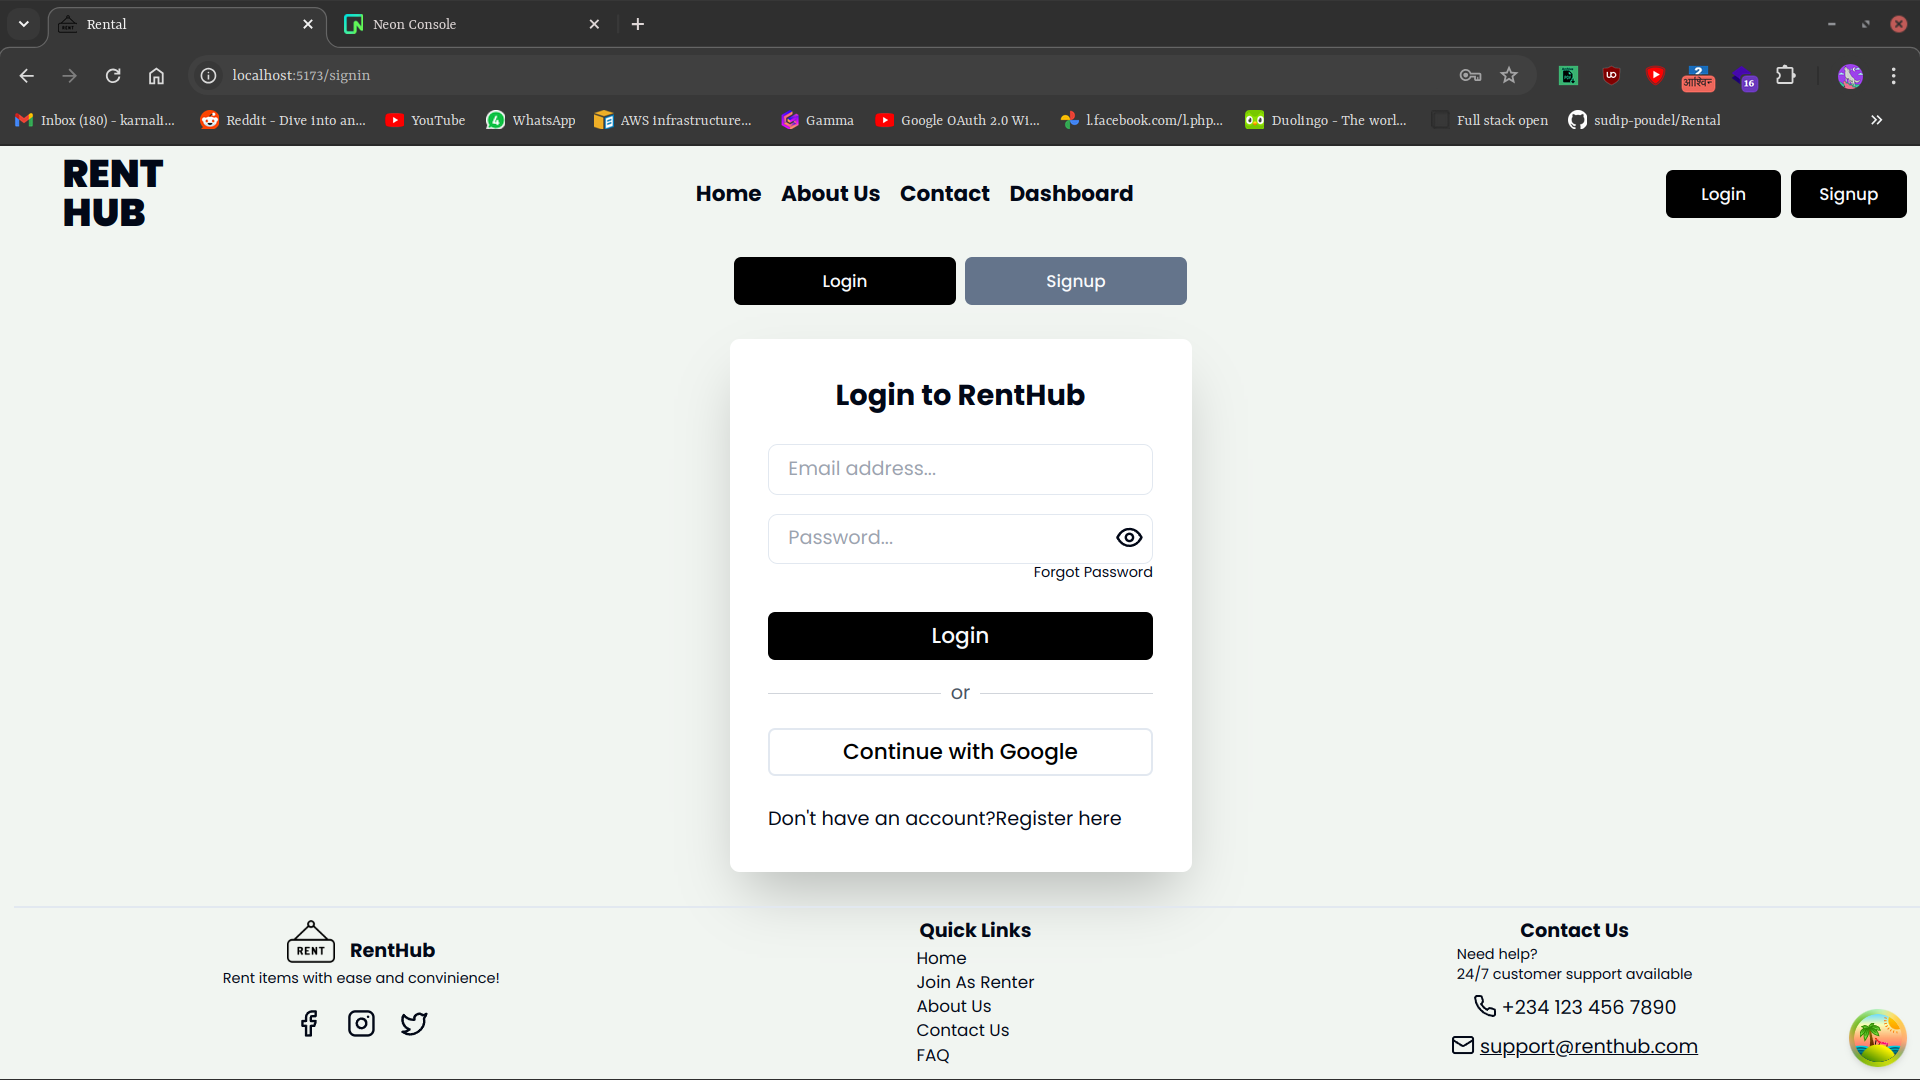 Rental
Neon Console
localhost:5173/signin
UO
?
आश्विन
16
Inbox (180) - karnali...
Reddit - Dive into an...
YouTube
4
WhatsApp
AWS infrastructure...
Gamma
Google OAuth 2.0 Wi...
l.facebook.com/l.php...
Duolingo - The worl...
Full stack open
sudip-poudel/Rental
RENT
HUB
Home
About Us
Contact
Dashboard
Login
Signup
Login
Signup
Login to RentHub
Email address...
Password...
Forgot Password
Login
or
Continue with Google
Don't have an account?Register here
RENT
RentHub
Rent items with ease and convinience!
Quick Links
Home
Join As Renter
About Us
Contact Us
FAQ
Contact Us
Need help?
24/7 customer support available
+234 123 456 7890
support@renthub.com